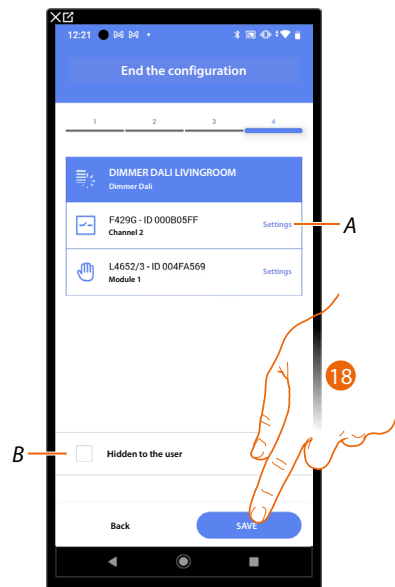 12:21
End the configuration
1 2 3 4
DIMMER DALI LIVINGROOM
Dimmer Dali
F429G - ID 000B05FF
Channel 2
Settings
A
L4652/3 - ID 004FA569
Module 1
Settings
18
B
Hidden to the user
Back
SAVE